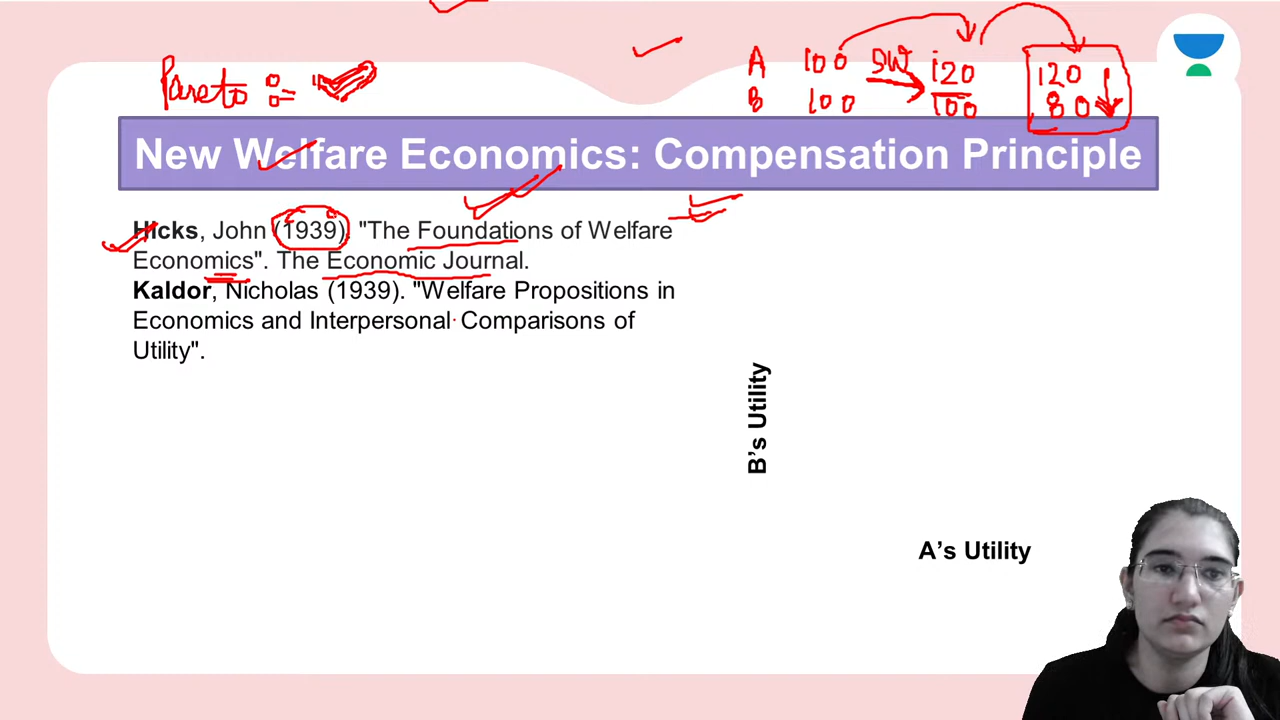 A 100 SW 120 120
B 100 100 80
Pareto :-
New Welfare Economics: Compensation Principle
Hicks, John (1939). "The Foundations of Welfare
Economics". The Economic Journal.
Kaldor, Nicholas (1939). "Welfare Propositions in
Economics and Interpersonal Comparisons of
Utility".
B's Utility
A's Utility